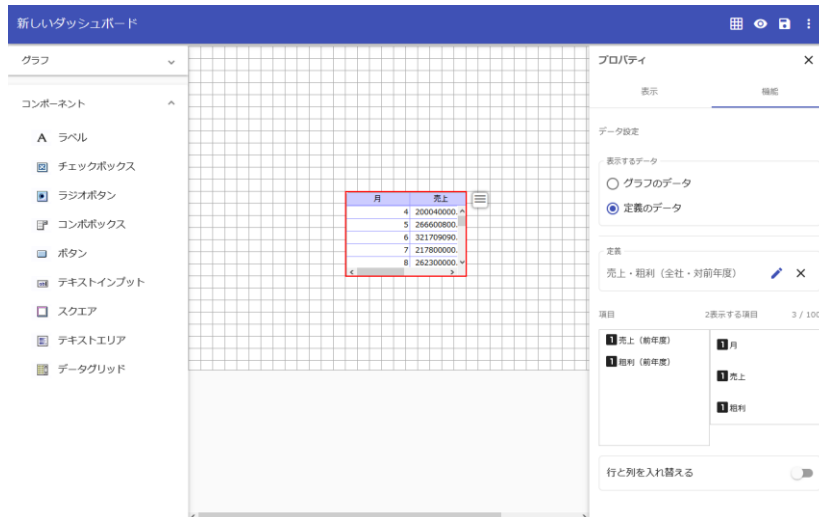 新しいダッシュボード
グラフ
コンポーネント
A ラベル
チェックボックス
ラジオボタン
コンボボックス
ボタン
テキストインプット
スクエア
テキストエリア
データグリッド
月 売上
4 200040000.
5 266600800.
6 321709090.
7 217800000.
8 262300000.
プロパティ
表示 機能
データ設定
表示するデータ
グラフのデータ
定義のデータ
定義
売上・粗利（全社・対前年度）
項目 2表示する項目 3 / 100
1 売上（前年度）
1 粗利（前年度）
1 月
1 売上
1 粗利
行と列を入れ替える